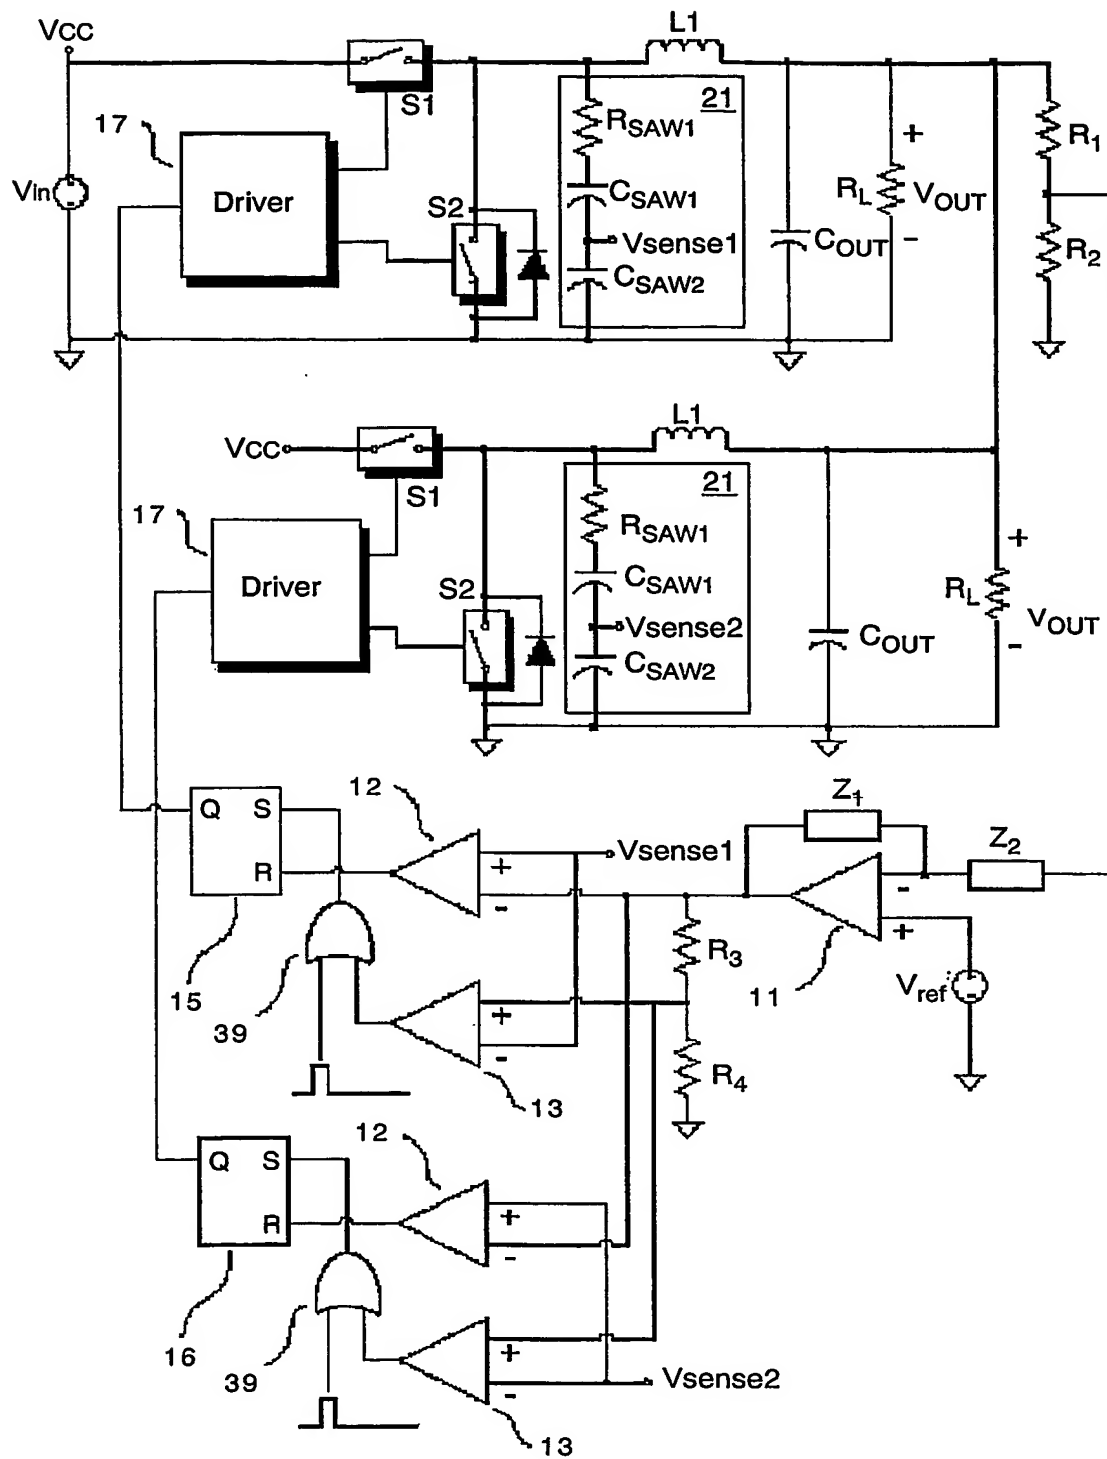 VCC
L1
S1
21
RSAW1
17
Driver
Vin
S2
CSAW1
Vsense1
CSAW2
COUT
RL
+
VOUT
-
R1
R2
L1
VCC
S1
21
17
RSAW1
Driver
S2
CSAW1
Vsense2
CSAW2
COUT
RL
+
VOUT
-
12
Q S
R
+
-
Vsense1
Z1
Z2
-
+
11
Vref
R3
15
39
+
-
R4
13
12
Q S
R
+
-
16
39
+
-
Vsense2
13